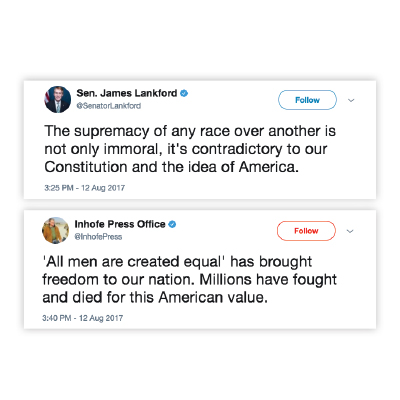 Sen. James Lankford
@SenatorLankford
Follow
The supremacy of any race over another is
not only immoral, it's contradictory to our
Constitution and the idea of America.
3:25 PM - 12 Aug 2017
Inhofe Press Office
@InhofePress
Follow
'All men are created equal' has brought
freedom to our nation. Millions have fought
and died for this American value.
3:40 PM - 12 Aug 2017